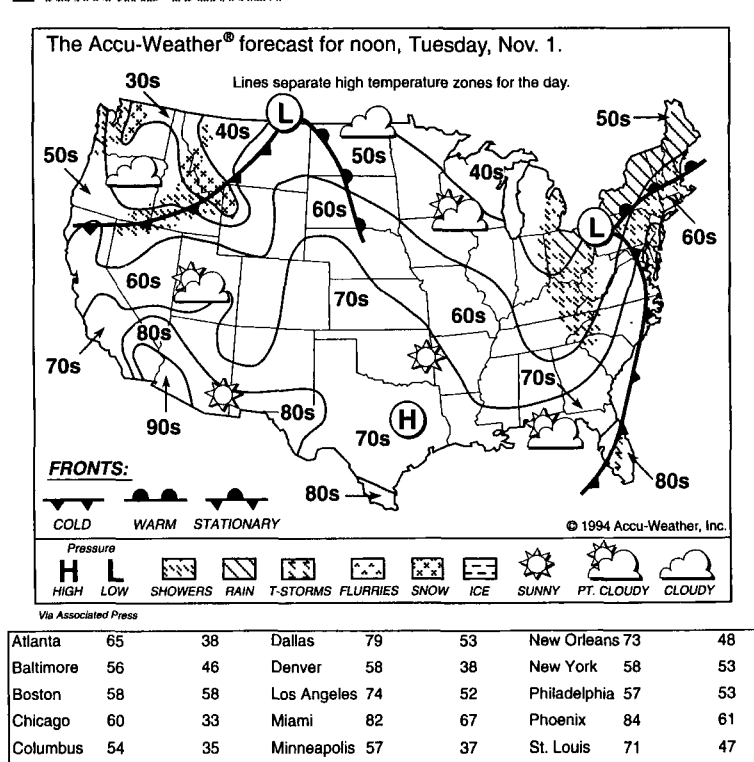 The Accu-Weather® forecast for noon, Tuesday, Nov. 1.
Lines separate high temperature zones for the day.
30s
50s
40s
L
50s
50s
40s
60s
L
60s
60s
70s
60s
80s
70s
70s
90s
80s
70s
H
80s
80s
FRONTS:
COLD WARM STATIONARY
© 1994 Accu-Weather, Inc.
Pressure
H L
HIGH LOW SHOWERS RAIN T-STORMS FLURRIES SNOW ICE SUNNY PT. CLOUDY CLOUDY
Via Associated Press
Atlanta 65 38 Dallas 79 53 New Orleans 73 48
Baltimore 56 46 Denver 58 38 New York 58 53
Boston 58 58 Los Angeles 74 52 Philadelphia 57 53
Chicago 60 33 Miami 82 67 Phoenix 84 61
Columbus 54 35 Minneapolis 57 37 St. Louis 71 47